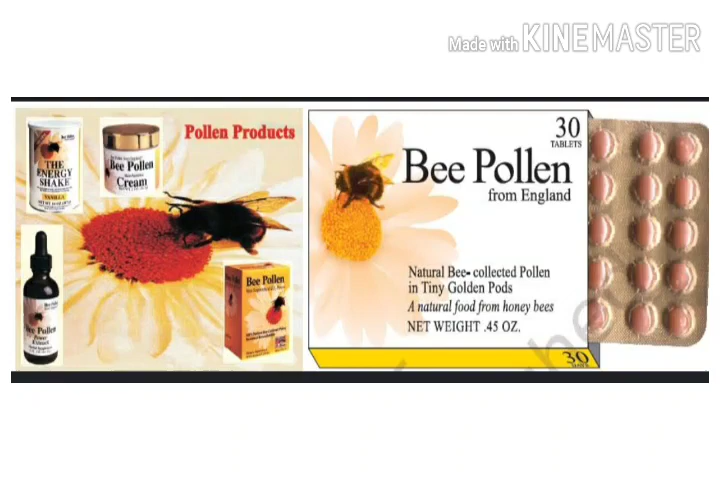 Made with KINEMASTER
Pollen Products
THE
ENERGY
SHAKE
VANILLA
Bee Pollen
Cream
Bee Pollen
Bee Pollen
30
TABLETS
Bee Pollen
from England
Natural Bee-collected Pollen
in Tiny Golden Pods
A natural food from honey bees
NET WEIGHT .45 OZ.
30